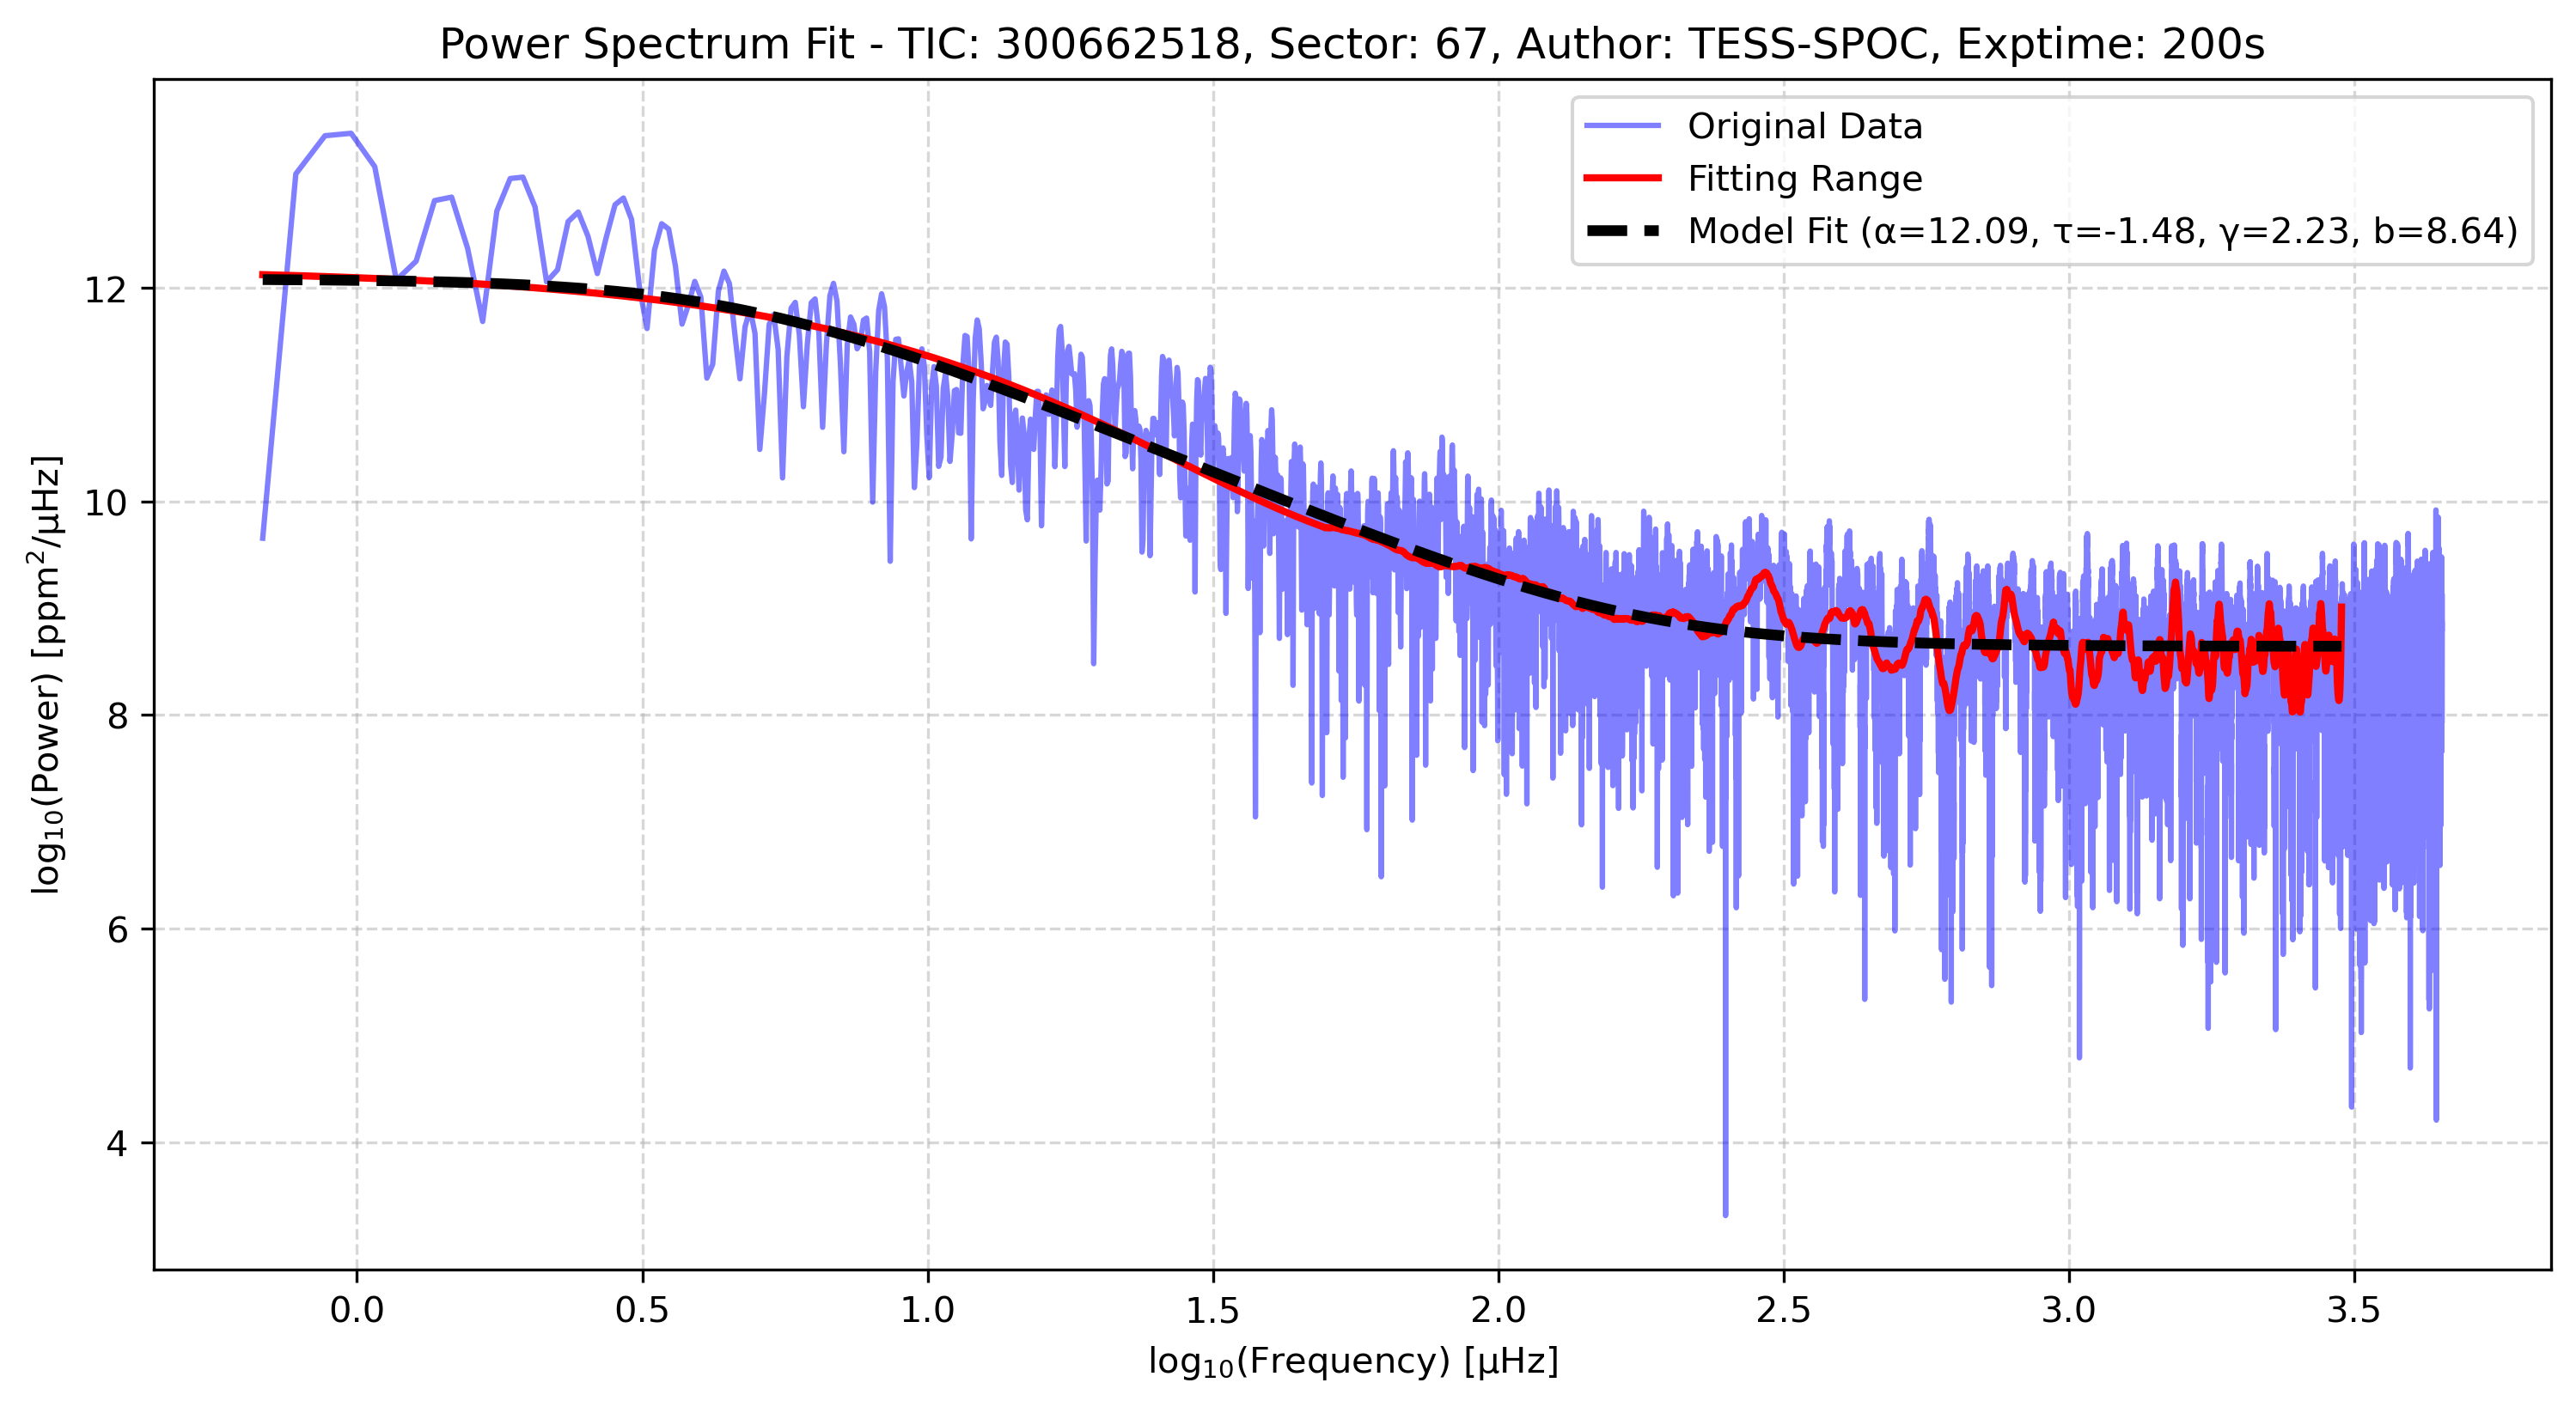 Power Spectrum Fit - TIC: 300662518, Sector: 67, Author: TESS-SPOC, Exptime: 200s
Original Data
Fitting Range
Model Fit (α=12.09, τ=-1.48, γ=2.23, b=8.64)
log₁₀(Power) [ppm²/μHz]
12
10
8
6
4
0.0 0.5 1.0 1.5 2.0 2.5 3.0 3.5
log₁₀(Frequency) [μHz]